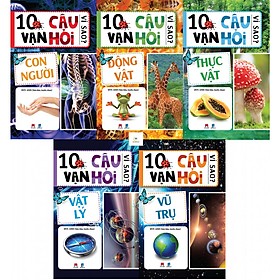 10 CÂU
VẠN HỎI
VÌ SAO?
CON
NGƯỜI
10 CÂU
VẠN HỎI
VÌ SAO?
ĐỘNG
VẬT
10 CÂU
VẠN HỎI
VÌ SAO?
THỰC
VẬT
10 CÂU
VẠN HỎI
VÌ SAO?
VẬT
LÝ
10 CÂU
VẠN HỎI
VÌ SAO?
VŨ
TRỤ